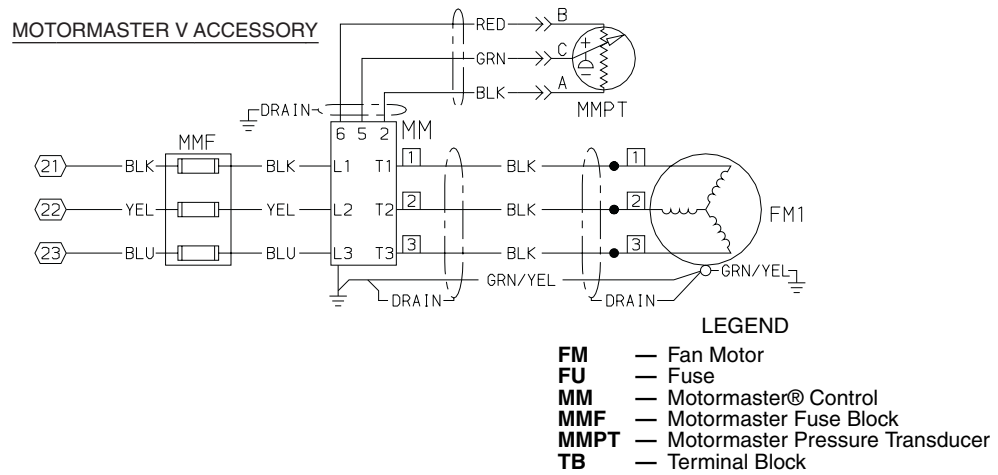 MOTORMASTER V ACCESSORY
RED B
GRN C
BLK A
+
−
MMPT
DRAIN
6 5 2 MM
MMF
21 BLK BLK L1 T1 1 BLK 1
22 YEL YEL L2 T2 2 BLK 2
FM1
23 BLU BLU L3 T3 3 BLK 3
GRN/YEL GRN/YEL
DRAIN DRAIN
LEGEND
FM — Fan Motor
FU — Fuse
MM — Motormaster® Control
MMF — Motormaster Fuse Block
MMPT — Motormaster Pressure Transducer
TB — Terminal Block